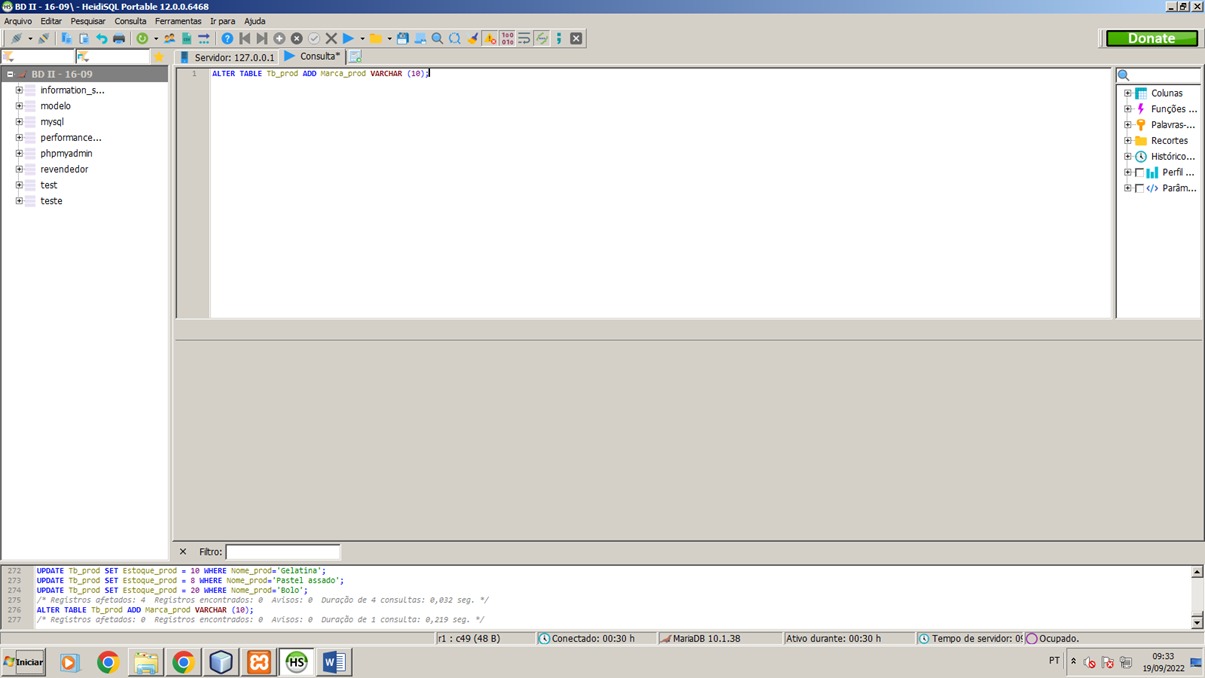 BD II - 16-09\ - HeidiSQL Portable 12.0.0.6468
Arquivo Editar Pesquisar Consulta Ferramentas Ir para Ajuda
Donate
Servidor: 127.0.0.1 Consulta*
BD II - 16-09
information_s...
modelo
mysql
performance...
phpmyadmin
revendedor
test
teste
1 ALTER TABLE Tb_prod ADD Marca_prod VARCHAR (10);
Colunas
Funções ...
Palavras-...
Recortes
Histórico...
Perfil ...
Parâm...
Filtro:
272 UPDATE Tb_prod SET Estoque_prod = 10 WHERE Nome_prod='Gelatina';
273 UPDATE Tb_prod SET Estoque_prod = 8 WHERE Nome_prod='Pastel assado';
274 UPDATE Tb_prod SET Estoque_prod = 20 WHERE Nome_prod='Bolo';
275 /* Registros afetados: 4 Registros encontrados: 0 Avisos: 0 Duração de 4 consultas: 0,032 seg. */
276 ALTER TABLE Tb_prod ADD Marca_prod VARCHAR (10);
277 /* Registros afetados: 0 Registros encontrados: 0 Avisos: 0 Duração de 1 consulta: 0,219 seg. */
r1 : c49 (48 B) Conectado: 00:30 h MariaDB 10.1.38 Ativo durante: 00:30 h Tempo de servidor: 09 Ocupado.
Iniciar
PT
09:33
19/09/2022